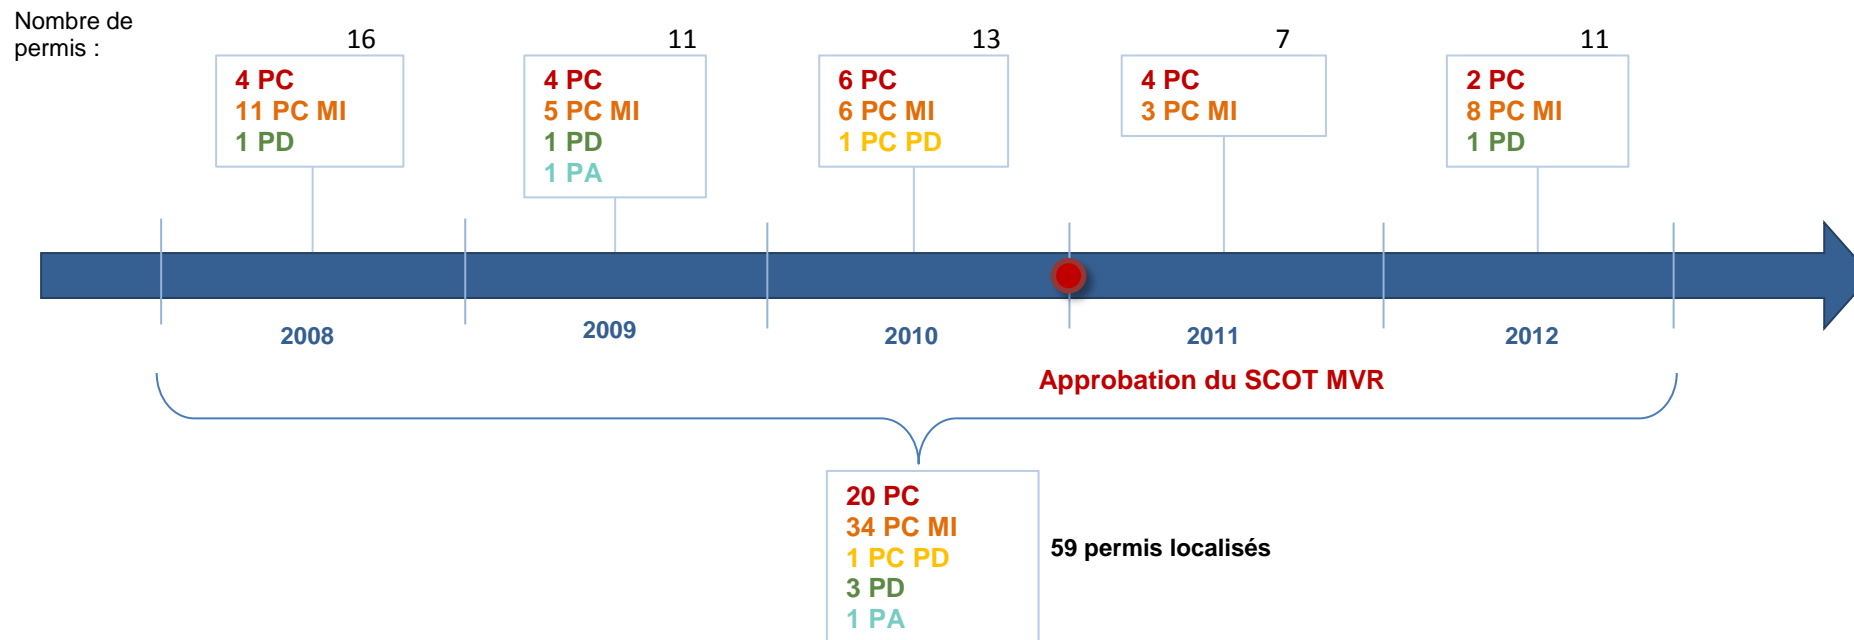 Nombre de
permis :
16
11
13
7
11
4 PC
11 PC MI
1 PD
4 PC
5 PC MI
1 PD
1 PA
6 PC
6 PC MI
1 PC PD
4 PC
3 PC MI
2 PC
8 PC MI
1 PD
2008
2009
2010
2011
2012
Approbation du SCOT MVR
20 PC
34 PC MI
1 PC PD
3 PD
1 PA
59 permis localisés